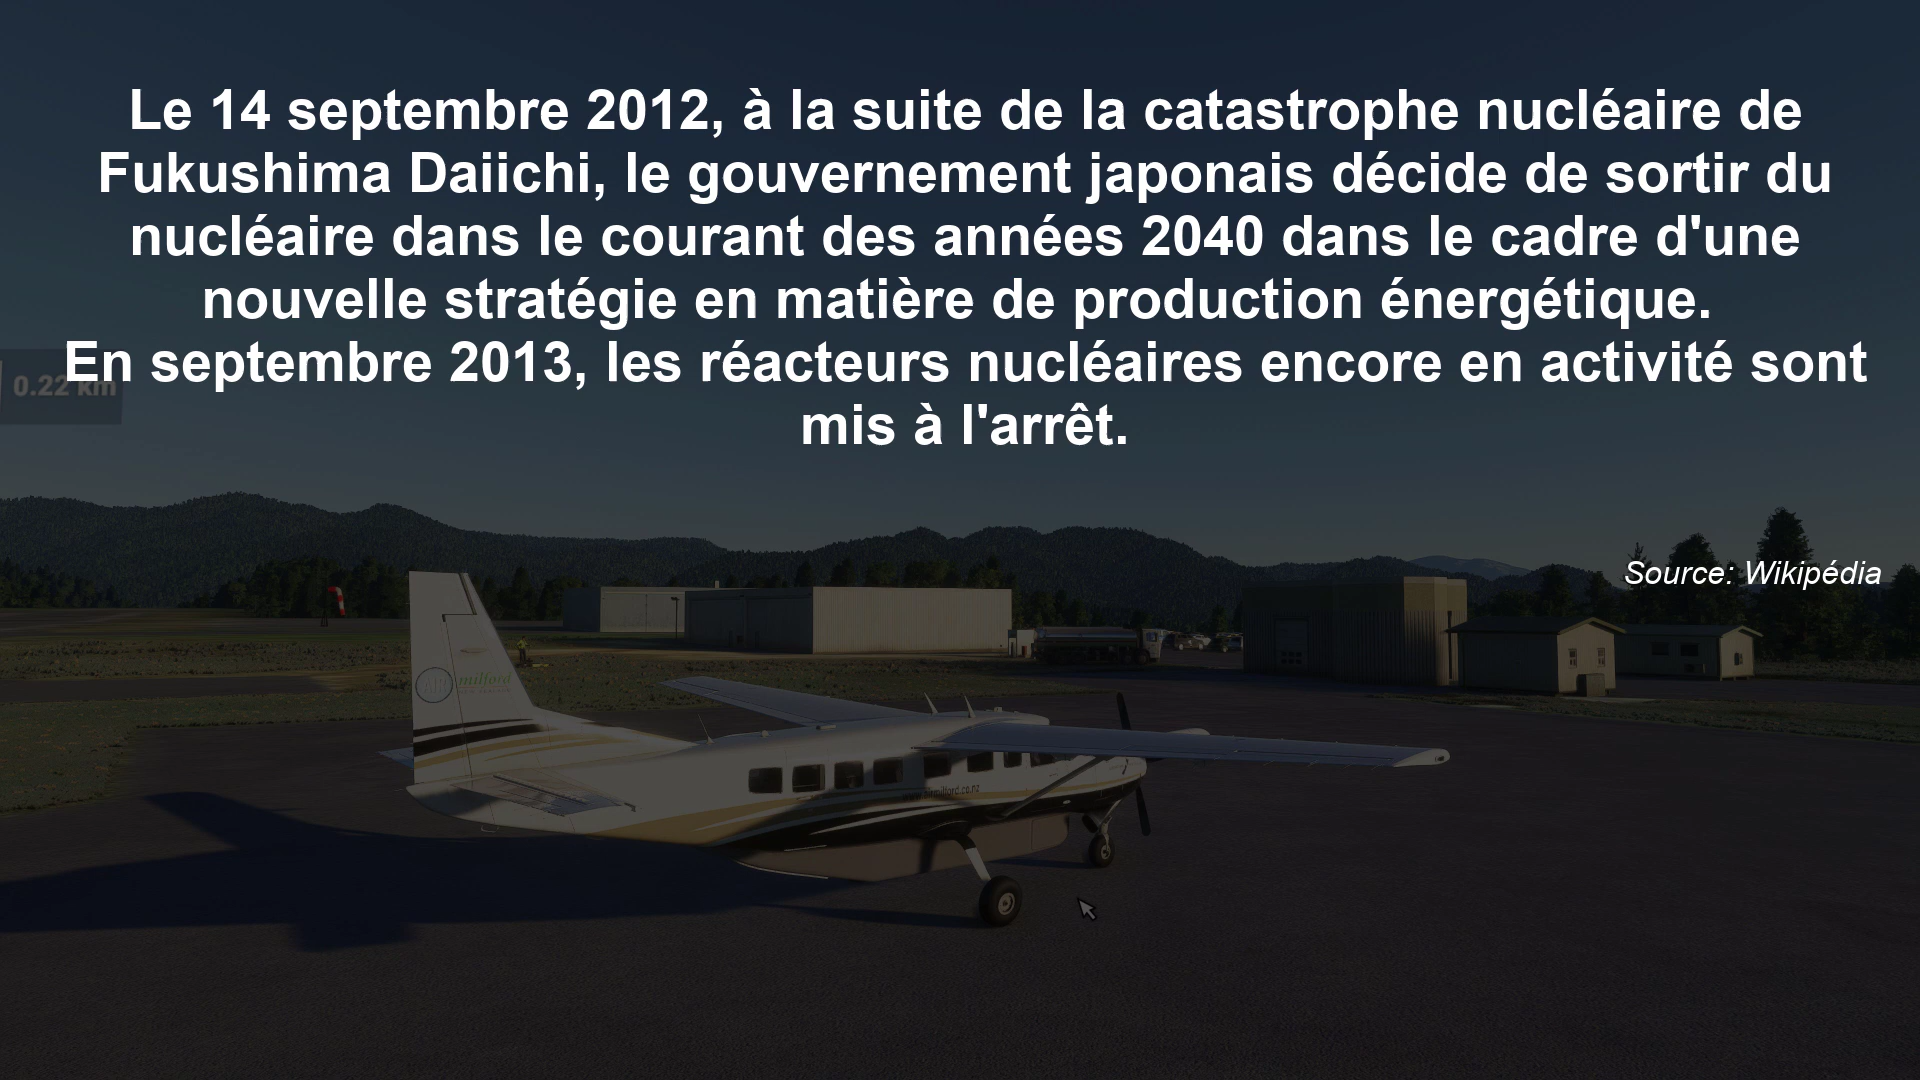 Le 14 septembre 2012, à la suite de la catastrophe nucléaire de
Fukushima Daiichi, le gouvernement japonais décide de sortir du
nucléaire dans le courant des années 2040 dans le cadre d'une
nouvelle stratégie en matière de production énergétique.
En septembre 2013, les réacteurs nucléaires encore en activité sont
mis à l'arrêt.
0.22 km
Source: Wikipédia
milford